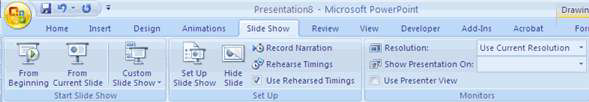 Presentation8 - Microsoft PowerPoint Drawin
Home Insert Design Animations Slide Show Review View Developer Add-Ins Acrobat For
From Beginning
From Current Slide
Custom Slide Show
Start Slide Show
Set Up Slide Show
Hide Slide
Record Narration
Rehearse Timings
Use Rehearsed Timings
Set Up
Resolution: Use Current Resolution
Show Presentation On:
Use Presenter View
Monitors